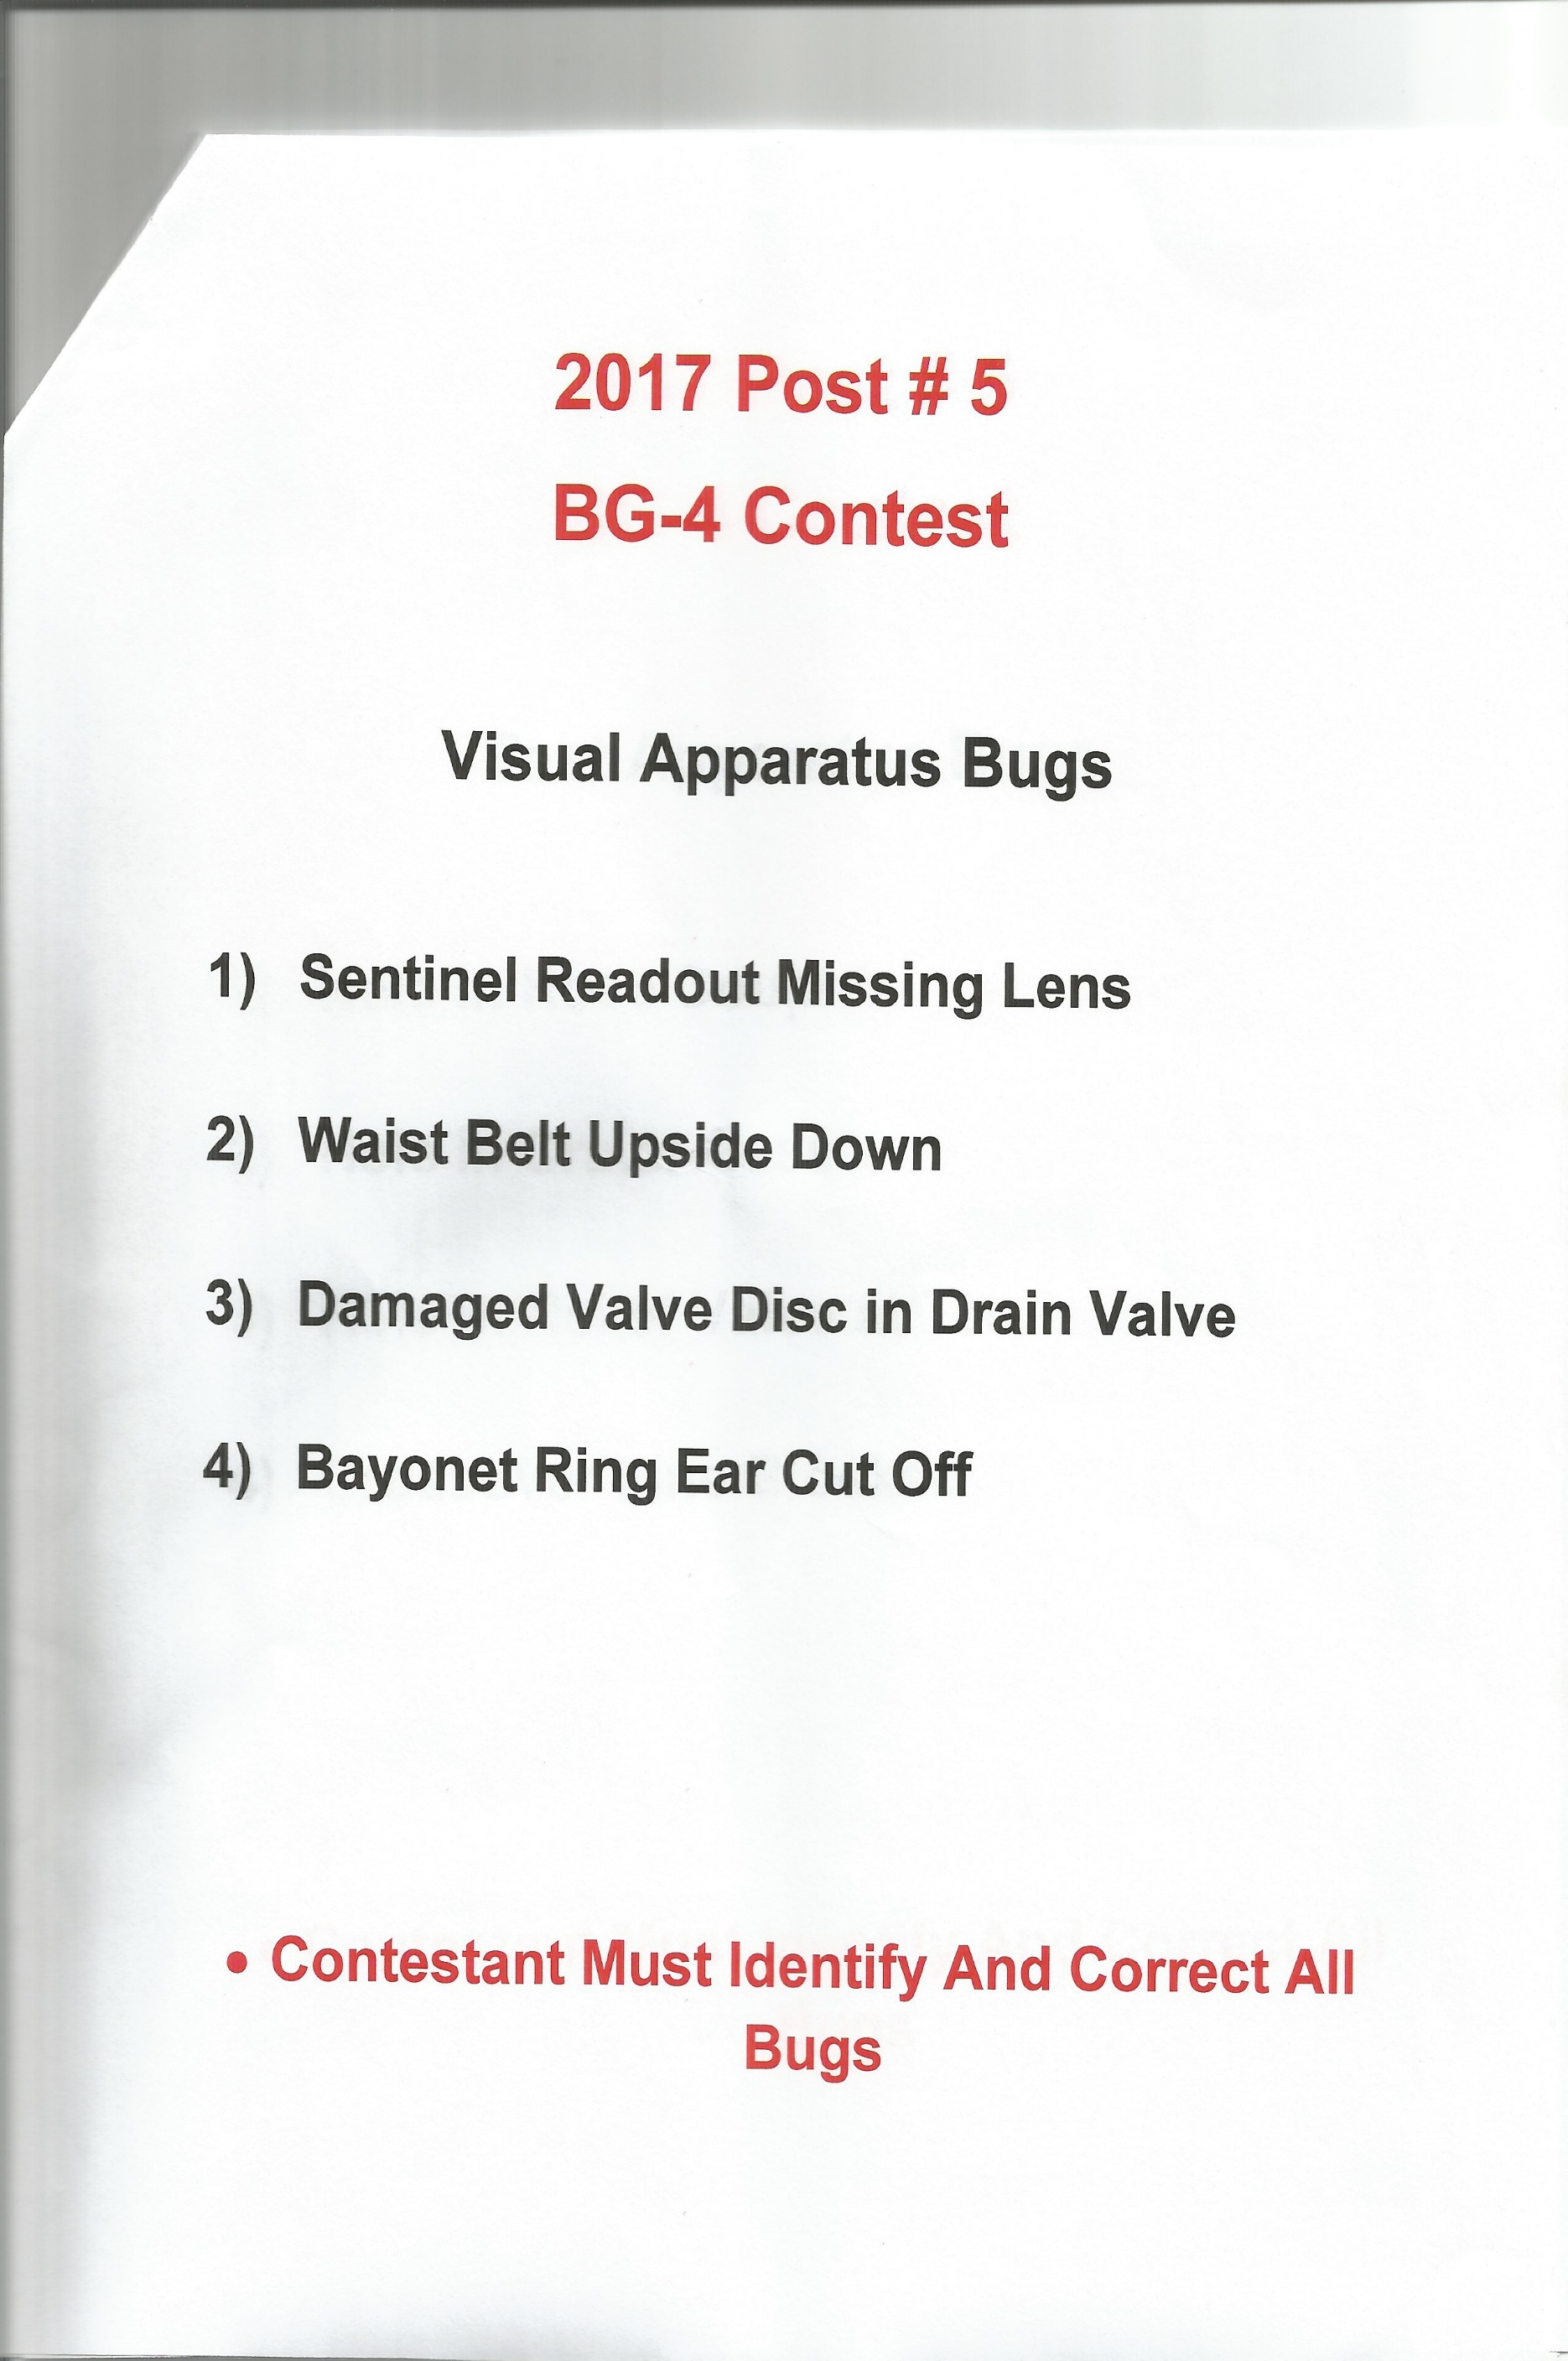 2017 Post # 5
BG-4 Contest
Visual Apparatus Bugs
1) Sentinel Readout Missing Lens
2) Waist Belt Upside Down
3) Damaged Valve Disc in Drain Valve
4) Bayonet Ring Ear Cut Off
• Contestant Must Identify And Correct All
Bugs